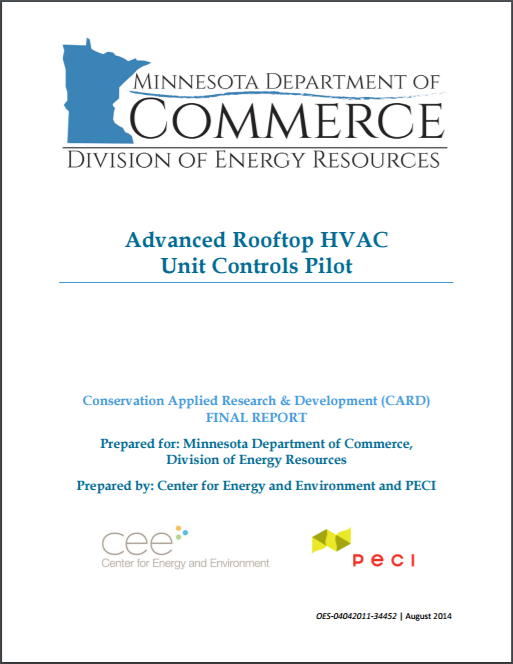 MINNESOTA DEPARTMENT OF
COMMERCE
DIVISION OF ENERGY RESOURCES
Advanced Rooftop HVAC
Unit Controls Pilot
Conservation Applied Research & Development (CARD)
FINAL REPORT
Prepared for: Minnesota Department of Commerce,
Division of Energy Resources
Prepared by: Center for Energy and Environment and PECI
cee
Center for Energy and Environment
PECI
OES-04042011-34452 | August 2014